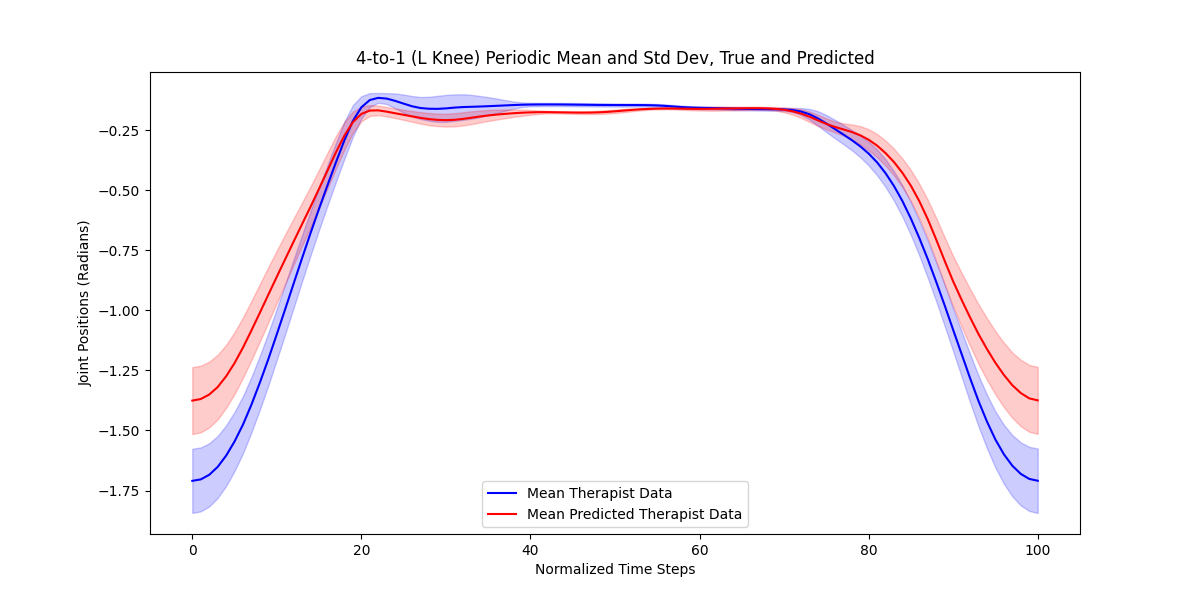 4-to-1 (L Knee) Periodic Mean and Std Dev, True and Predicted
Joint Positions (Radians)
−0.25
−0.50
−0.75
−1.00
−1.25
−1.50
−1.75
Mean Therapist Data
Mean Predicted Therapist Data
0 20 40 60 80 100
Normalized Time Steps